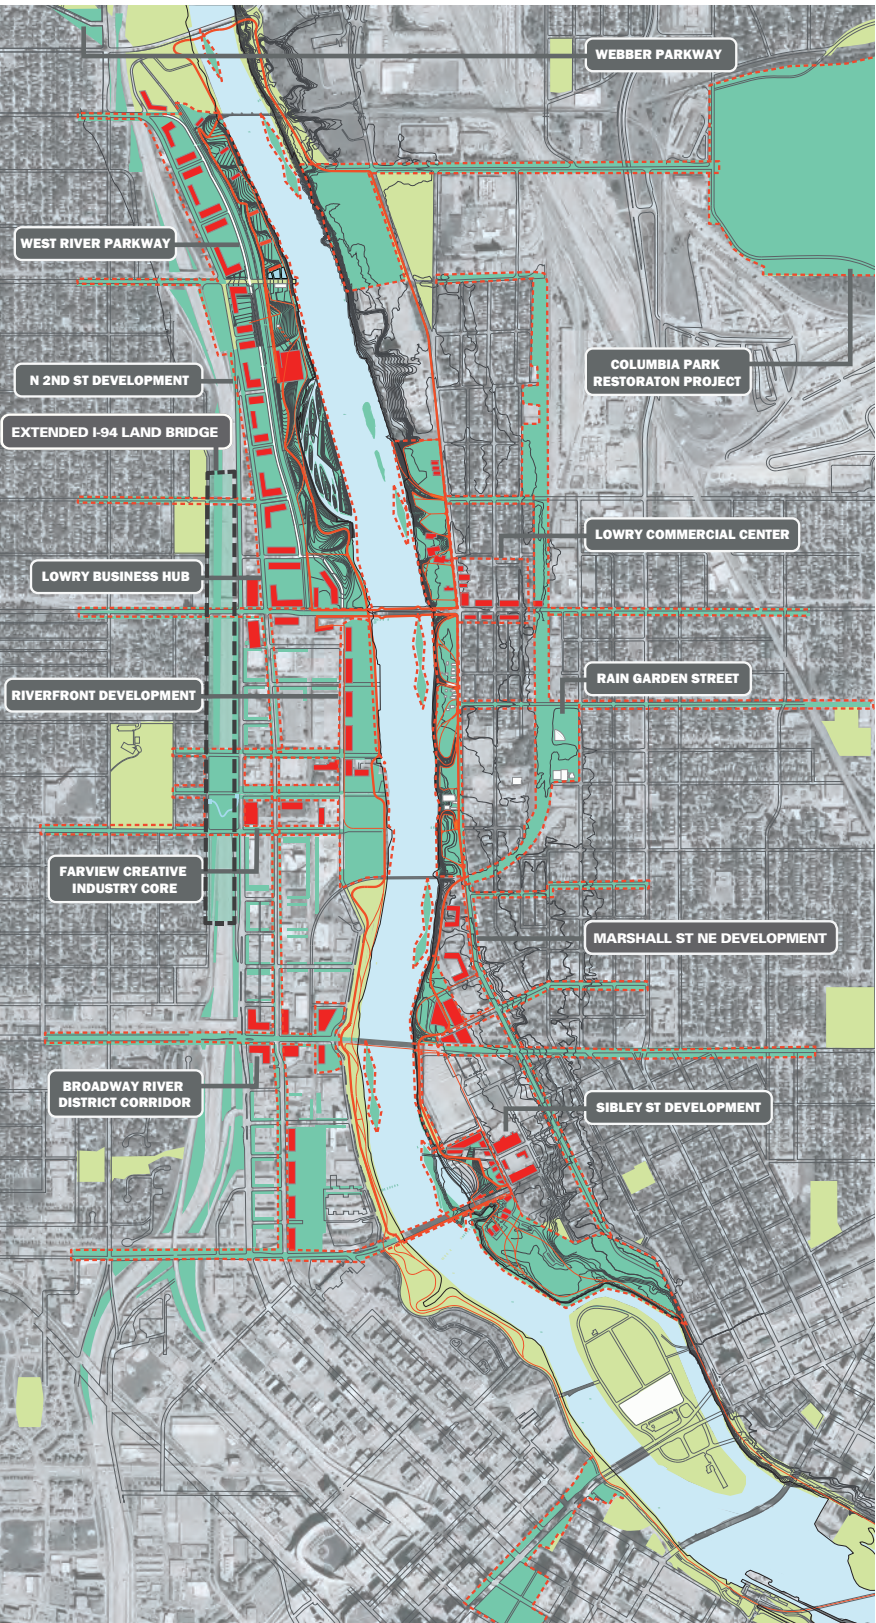 WEBBER PARKWAY
WEST RIVER PARKWAY
COLUMBIA PARK
RESTORATON PROJECT
N 2ND ST DEVELOPMENT
EXTENDED I-94 LAND BRIDGE
LOWRY COMMERCIAL CENTER
LOWRY BUSINESS HUB
RAIN GARDEN STREET
RIVERFRONT DEVELOPMENT
FARVIEW CREATIVE
INDUSTRY CORE
MARSHALL ST NE DEVELOPMENT
BROADWAY RIVER
DISTRICT CORRIDOR
SIBLEY ST DEVELOPMENT